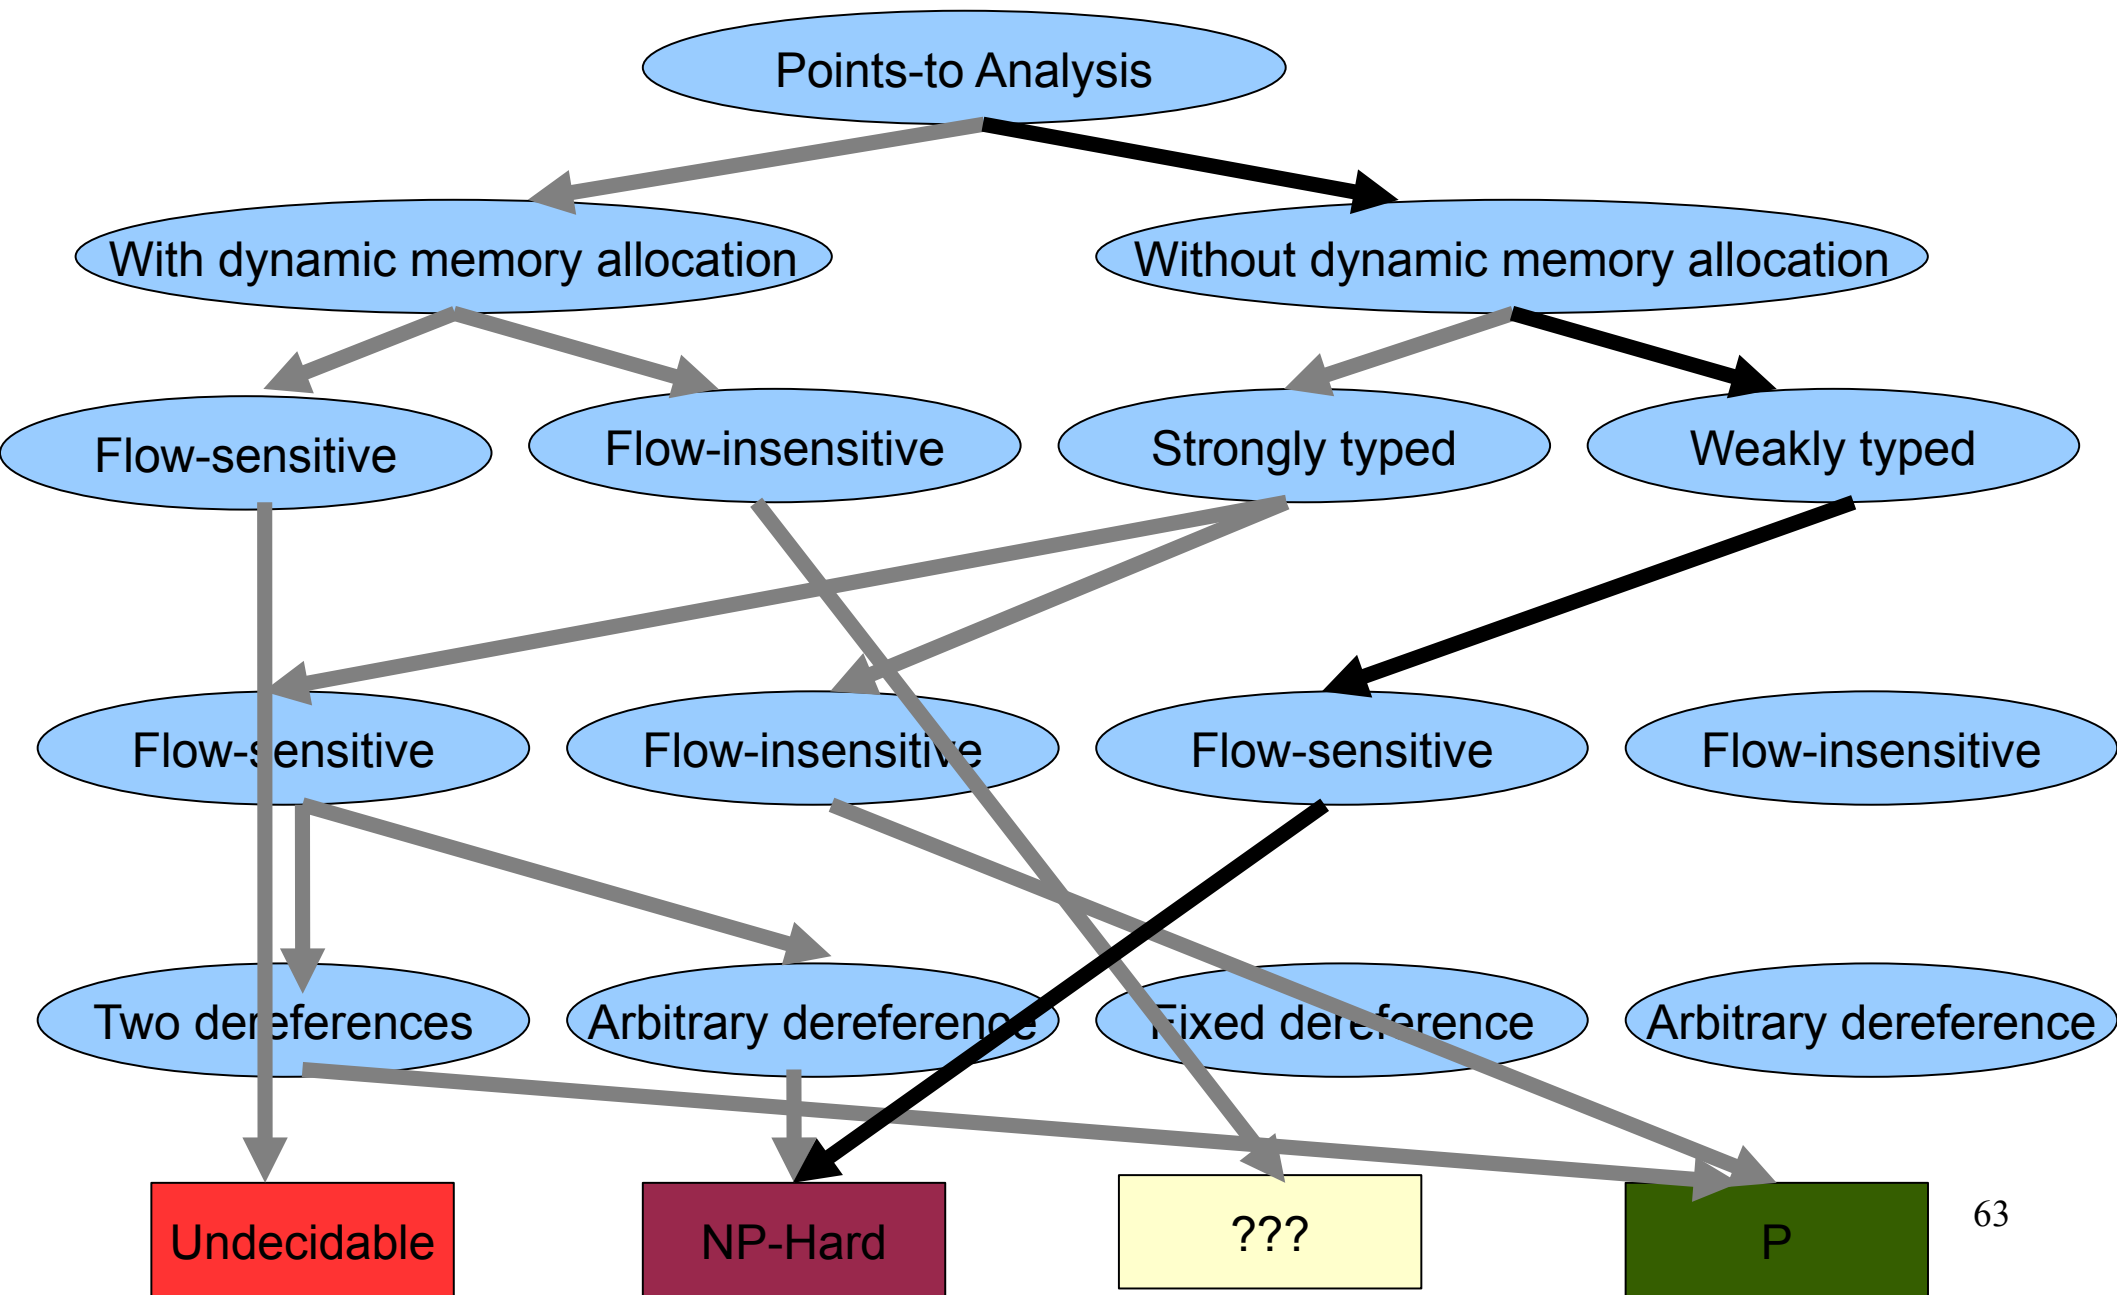 Points-to Analysis
With dynamic memory allocation
Without dynamic memory allocation
Flow-sensitive
Flow-insensitive
Strongly typed
Weakly typed
Flow-sensitive
Flow-insensitive
Flow-sensitive
Flow-insensitive
Two dereferences
Arbitrary dereference
Fixed dereference
Arbitrary dereference
Undecidable
NP-Hard
???
P
63